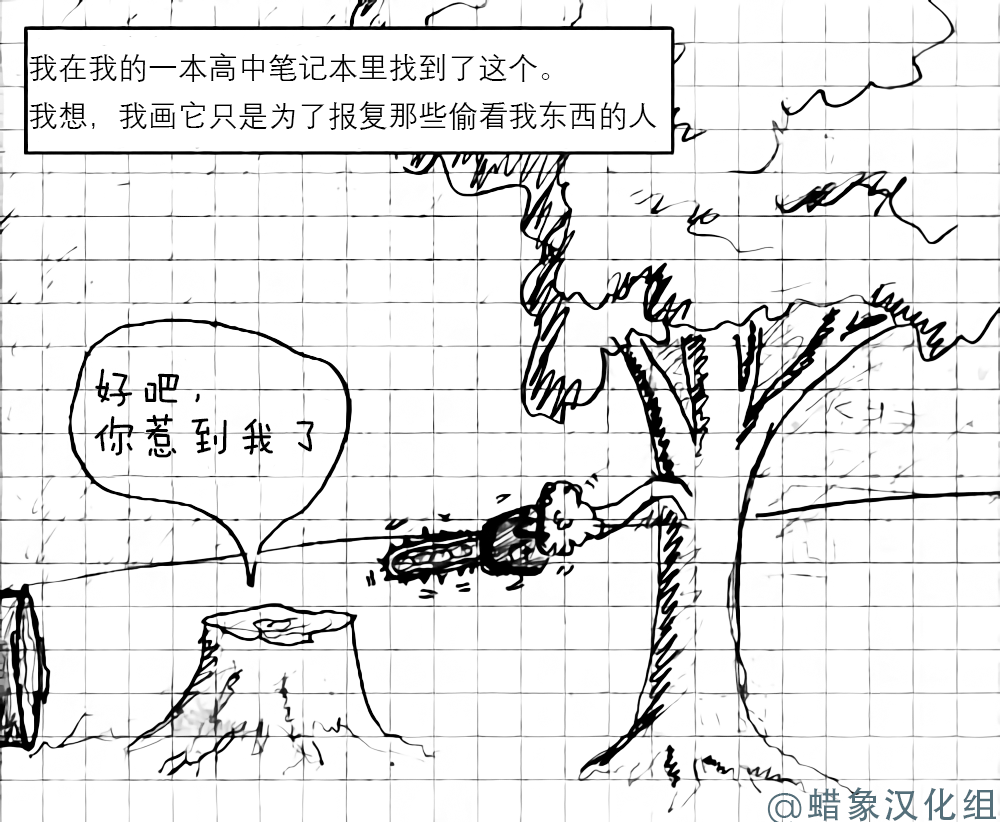 我在我的一本高中笔记本里找到了这个。
我想，我画它只是为了报复那些偷看我东西的人
好吧，
你惹到我了
@蜡象汉化组